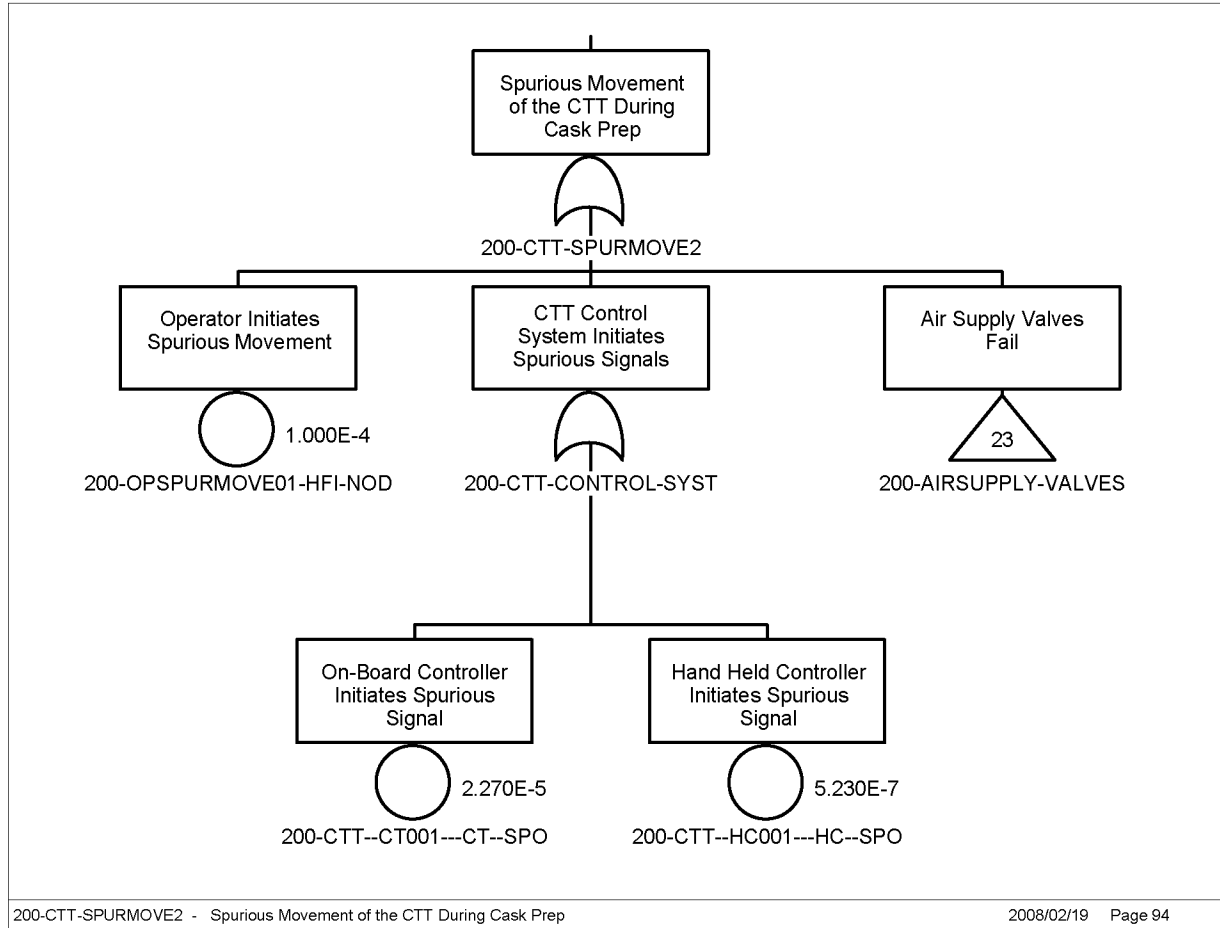 Spurious Movement
of the CTT During
Cask Prep
200-CTT-SPURMOVE2
Operator Initiates
Spurious Movement
1.000E-4
200-OPSPURMOVE01-HFI-NOD
CTT Control
System Initiates
Spurious Signals
200-CTT-CONTROL-SYST
Air Supply Valves
Fail
23
200-AIRSUPPLY-VALVES
On-Board Controller
Initiates Spurious
Signal
2.270E-5
200-CTT--CT001---CT--SPO
Hand Held Controller
Initiates Spurious
Signal
5.230E-7
200-CTT--HC001---HC--SPO
200-CTT-SPURMOVE2 - Spurious Movement of the CTT During Cask Prep
2008/02/19 Page 94